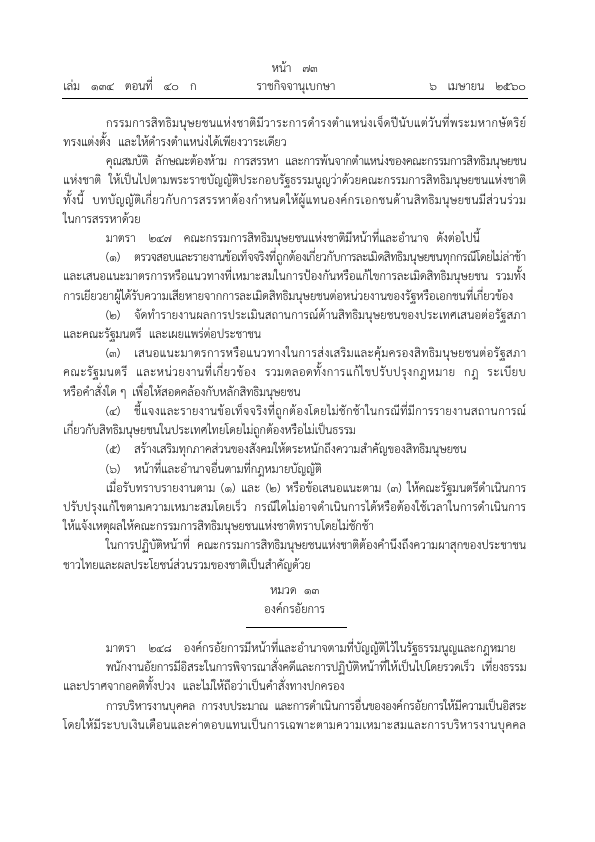 หน้า ๗๓
เล่ม ๑๓๔ ตอนที่ ๔๐ ก ราชกิจจานุเบกษา ๖ เมษายน ๒๕๖๐
กรรมการสิทธิมนุษยชนแห่งชาติมีวาระการดำรงตำแหน่งเจ็ดปีนับแต่วันที่พระมหากษัตริย์
ทรงแต่งตั้ง และให้ดำรงตำแหน่งได้เพียงวาระเดียว
คุณสมบัติ ลักษณะต้องห้าม การสรรหา และการพ้นจากตำแหน่งของคณะกรรมการสิทธิมนุษยชน
แห่งชาติ ให้เป็นไปตามพระราชบัญญัติประกอบรัฐธรรมนูญว่าด้วยคณะกรรมการสิทธิมนุษยชนแห่งชาติ
ทั้งนี้ บทบัญญัติเกี่ยวกับการสรรหาต้องกำหนดให้ผู้แทนองค์กรเอกชนด้านสิทธิมนุษยชนมีส่วนร่วม
ในการสรรหาด้วย
มาตรา ๒๔๗ คณะกรรมการสิทธิมนุษยชนแห่งชาติมีหน้าที่และอำนาจ ดังต่อไปนี้
(๑) ตรวจสอบและรายงานข้อเท็จจริงที่ถูกต้องเกี่ยวกับการละเมิดสิทธิมนุษยชนทุกกรณีโดยไม่ล่าช้า
และเสนอแนะมาตรการหรือแนวทางที่เหมาะสมในการป้องกันหรือแก้ไขการละเมิดสิทธิมนุษยชน รวมทั้ง
การเยียวยาผู้ได้รับความเสียหายจากการละเมิดสิทธิมนุษยชนต่อหน่วยงานของรัฐหรือเอกชนที่เกี่ยวข้อง
(๒) จัดทำรายงานผลการประเมินสถานการณ์ด้านสิทธิมนุษยชนของประเทศเสนอต่อรัฐสภา
และคณะรัฐมนตรี และเผยแพร่ต่อประชาชน
(๓) เสนอแนะมาตรการหรือแนวทางในการส่งเสริมและคุ้มครองสิทธิมนุษยชนต่อรัฐสภา
คณะรัฐมนตรี และหน่วยงานที่เกี่ยวข้อง รวมตลอดทั้งการแก้ไขปรับปรุงกฎหมาย กฎ ระเบียบ
หรือคำสั่งใด ๆ เพื่อให้สอดคล้องกับหลักสิทธิมนุษยชน
(๔) ชี้แจงและรายงานข้อเท็จจริงที่ถูกต้องโดยไม่ชักช้าในกรณีที่มีการรายงานสถานการณ์
เกี่ยวกับสิทธิมนุษยชนในประเทศไทยโดยไม่ถูกต้องหรือไม่เป็นธรรม
(๕) สร้างเสริมทุกภาคส่วนของสังคมให้ตระหนักถึงความสำคัญของสิทธิมนุษยชน
(๖) หน้าที่และอำนาจอื่นตามที่กฎหมายบัญญัติ
เมื่อรับทราบรายงานตาม (๑) และ (๒) หรือข้อเสนอแนะตาม (๓) ให้คณะรัฐมนตรีดำเนินการ
ปรับปรุงแก้ไขตามความเหมาะสมโดยเร็ว กรณีใดไม่อาจดำเนินการได้หรือต้องใช้เวลาในการดำเนินการ
ให้แจ้งเหตุผลให้คณะกรรมการสิทธิมนุษยชนแห่งชาติทราบโดยไม่ชักช้า
ในการปฏิบัติหน้าที่ คณะกรรมการสิทธิมนุษยชนแห่งชาติต้องคำนึงถึงความผาสุกของประชาชน
ชาวไทยและผลประโยชน์ส่วนรวมของชาติเป็นสำคัญด้วย
หมวด ๑๓
องค์กรอัยการ
มาตรา ๒๔๘ องค์กรอัยการมีหน้าที่และอำนาจตามที่บัญญัติไว้ในรัฐธรรมนูญและกฎหมาย
พนักงานอัยการมีอิสระในการพิจารณาสั่งคดีและการปฏิบัติหน้าที่ให้เป็นไปโดยรวดเร็ว เที่ยงธรรม
และปราศจากอคติทั้งปวง และไม่ให้ถือว่าเป็นคำสั่งทางปกครอง
การบริหารงานบุคคล การงบประมาณ และการดำเนินการอื่นขององค์กรอัยการให้มีความเป็นอิสระ
โดยให้มีระบบเงินเดือนและค่าตอบแทนเป็นการเฉพาะตามความเหมาะสมและการบริหารงานบุคคล